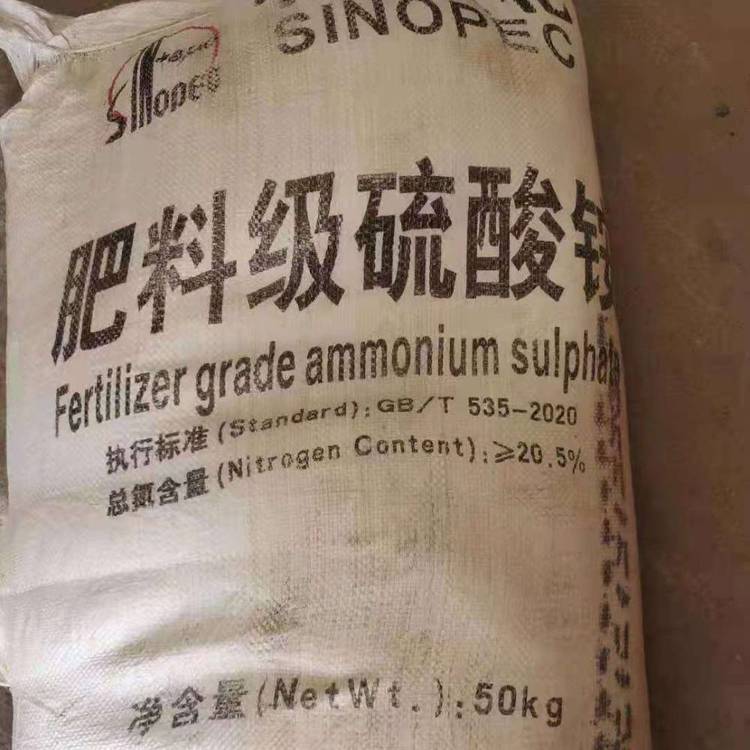 SINOPEC
Sinopec
肥料级硫酸铵
Fertilizer grade ammonium sulphate
执行标准(Standard):GB/T 535-2020
总氮含量(Nitrogen Content):≥20.5%
净含量(NetWt.):50kg